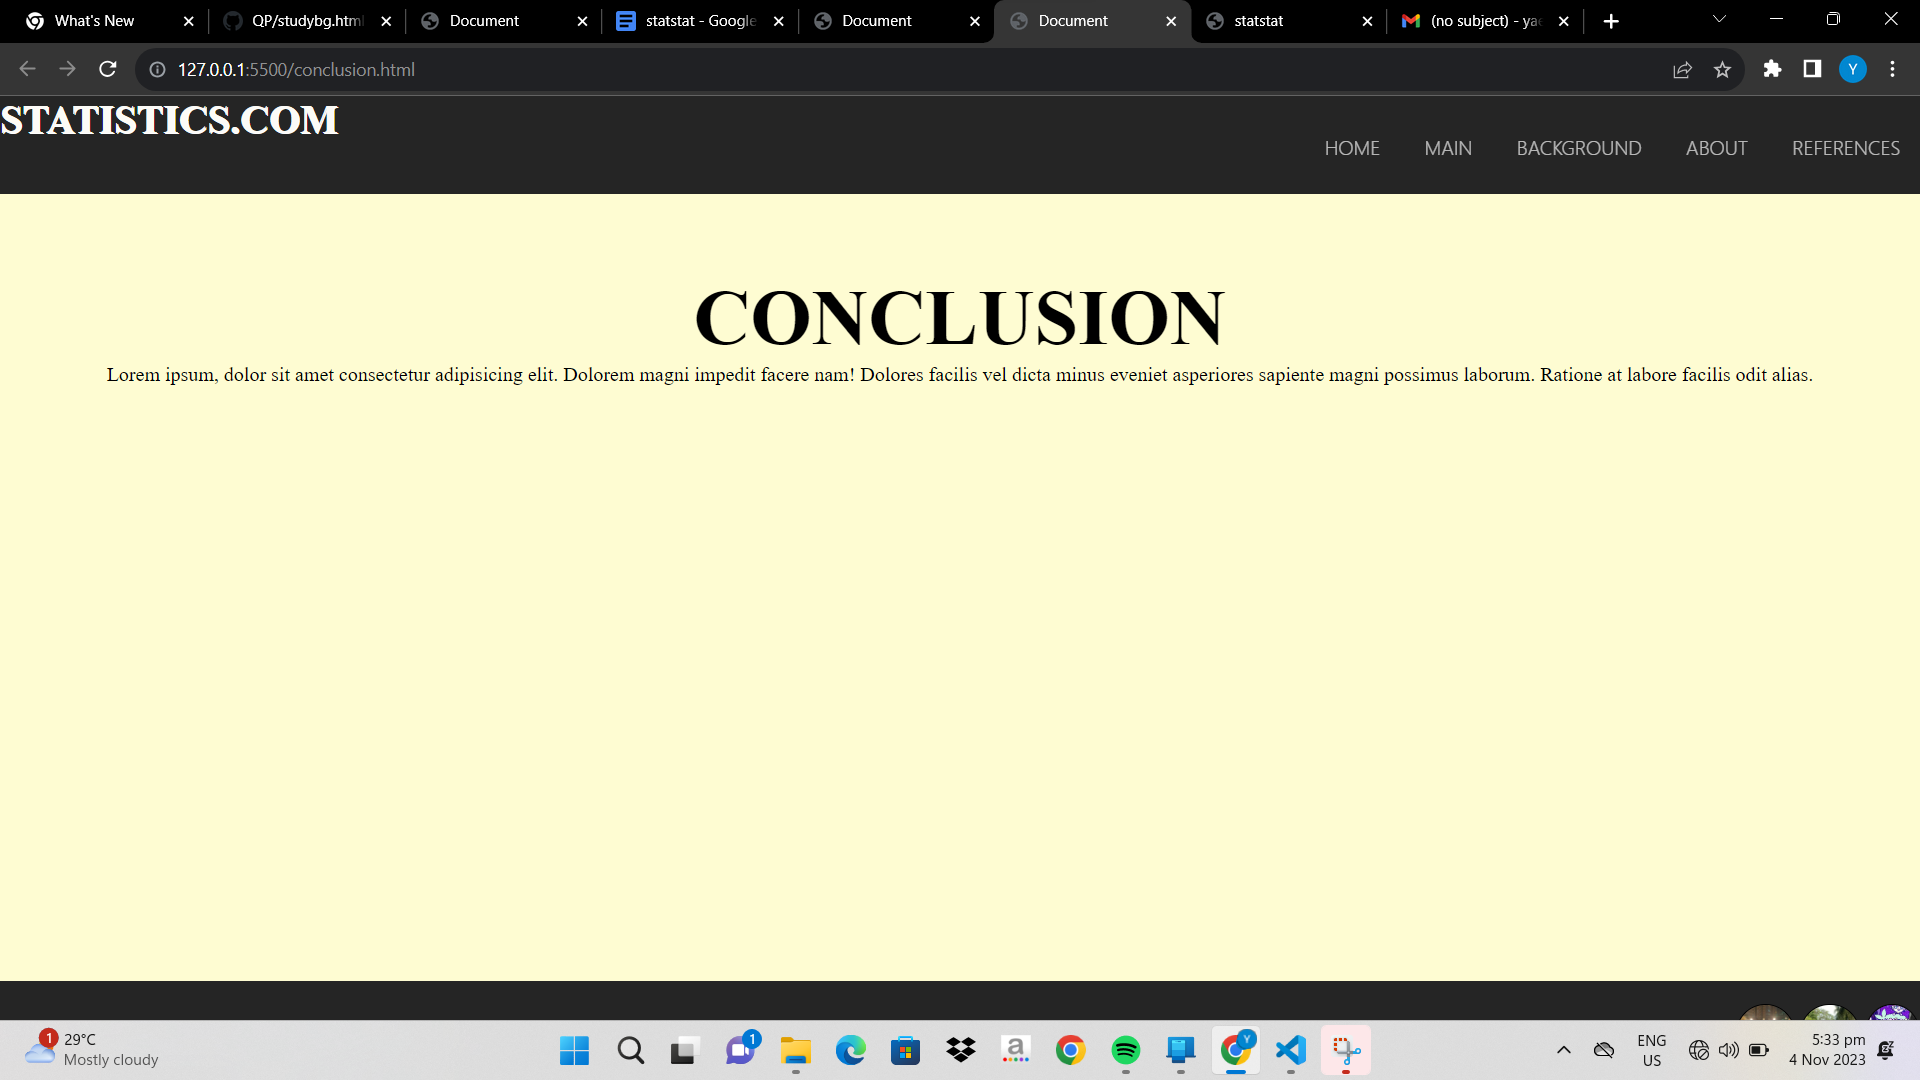 What's New
QP/studybg.html
Document
statstat - Google
Document
Document
statstat
(no subject) - yae
127.0.0.1:5500/conclusion.html
Y
STATISTICS.COM
HOME MAIN BACKGROUND ABOUT REFERENCES
CONCLUSION
Lorem ipsum, dolor sit amet consectetur adipisicing elit. Dolorem magni impedit facere nam! Dolores facilis vel dicta minus eveniet asperiores sapiente magni possimus laborum. Ratione at labore facilis odit alias.
1
29°C
Mostly cloudy
1
a
Y
ENG
US
5:33 pm
4 Nov 2023